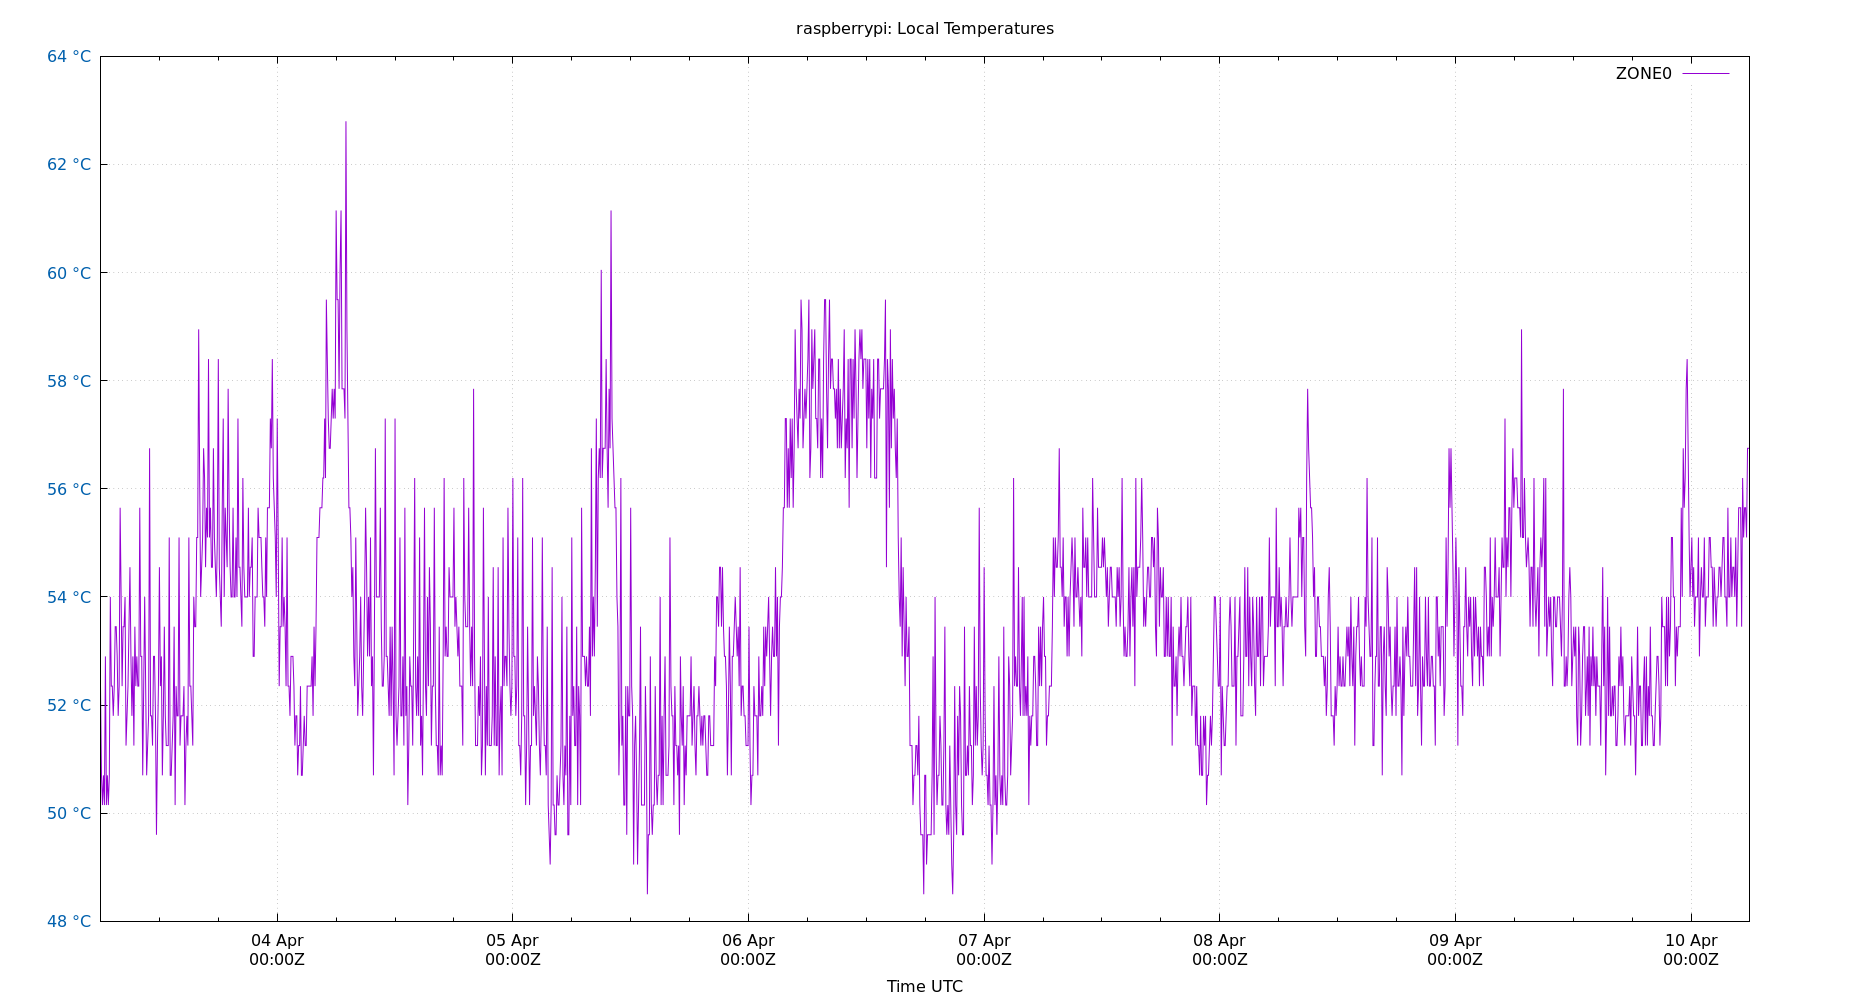 raspberrypi: Local Temperatures
64 °C
ZONE0
62 °C
60 °C
58 °C
56 °C
54 °C
52 °C
50 °C
48 °C
04 Apr 05 Apr 06 Apr 07 Apr 08 Apr 09 Apr 10 Apr
00:00Z 00:00Z 00:00Z 00:00Z 00:00Z 00:00Z 00:00Z
Time UTC